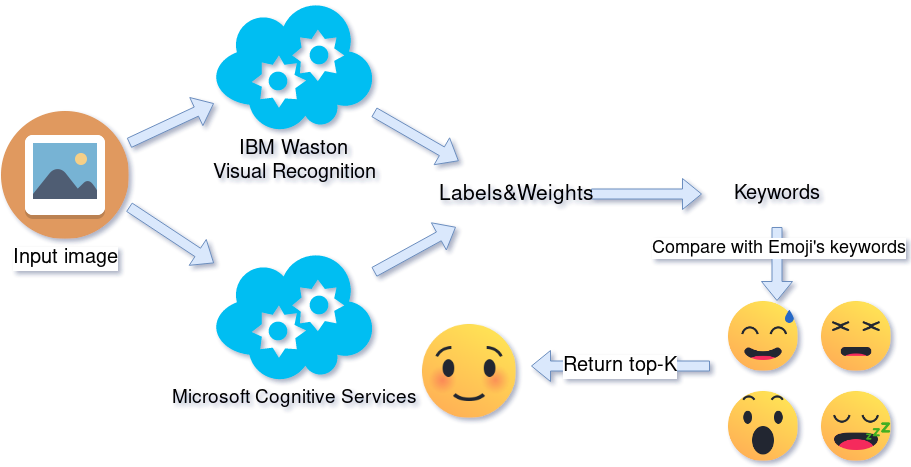 IBM Waston
Visual Recognition
Input image
Labels&Weights
Keywords
Compare with Emoji's keywords
Microsoft Cognitive Services
Return top-K
z z z